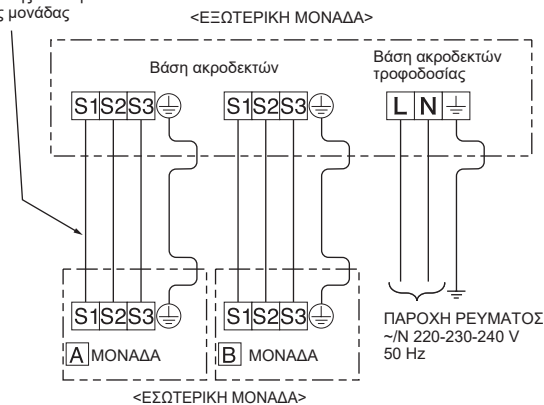 ς μονάδας
<ΕΞΩΤΕΡΙΚΗ ΜΟΝΑΔΑ>
Βάση ακροδεκτών
Βάση ακροδεκτών
τροφοδοσίας
S1 S2 S3
S1 S2 S3
L N
S1 S2 S3
S1 S2 S3
A ΜΟΝΑΔΑ
B ΜΟΝΑΔΑ
ΠΑΡΟΧΗ ΡΕΥΜΑΤΟΣ
~/N 220-230-240 V
50 Hz
<ΕΣΩΤΕΡΙΚΗ ΜΟΝΑΔΑ>